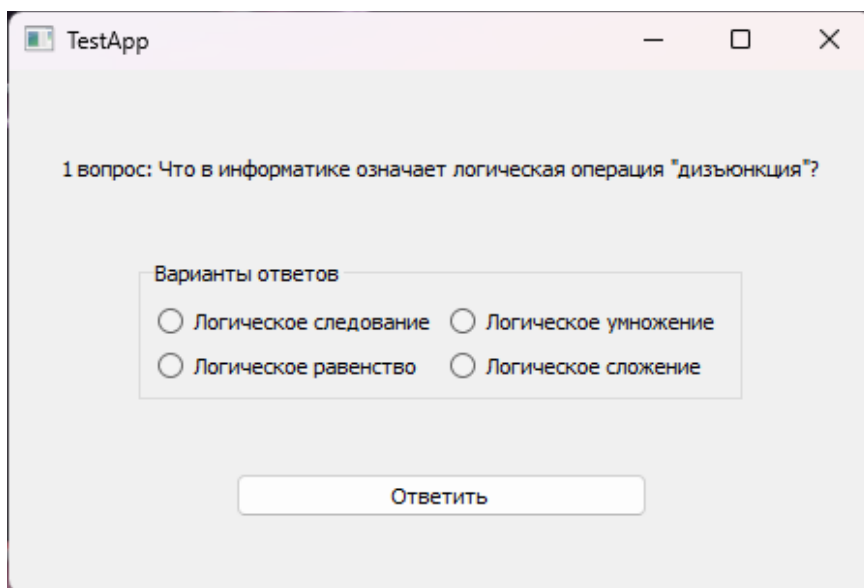 TestApp
1 вопрос: Что в информатике означает логическая операция "дизъюнкция"?
Варианты ответов
Логическое следование Логическое умножение
Логическое равенство Логическое сложение
Ответить